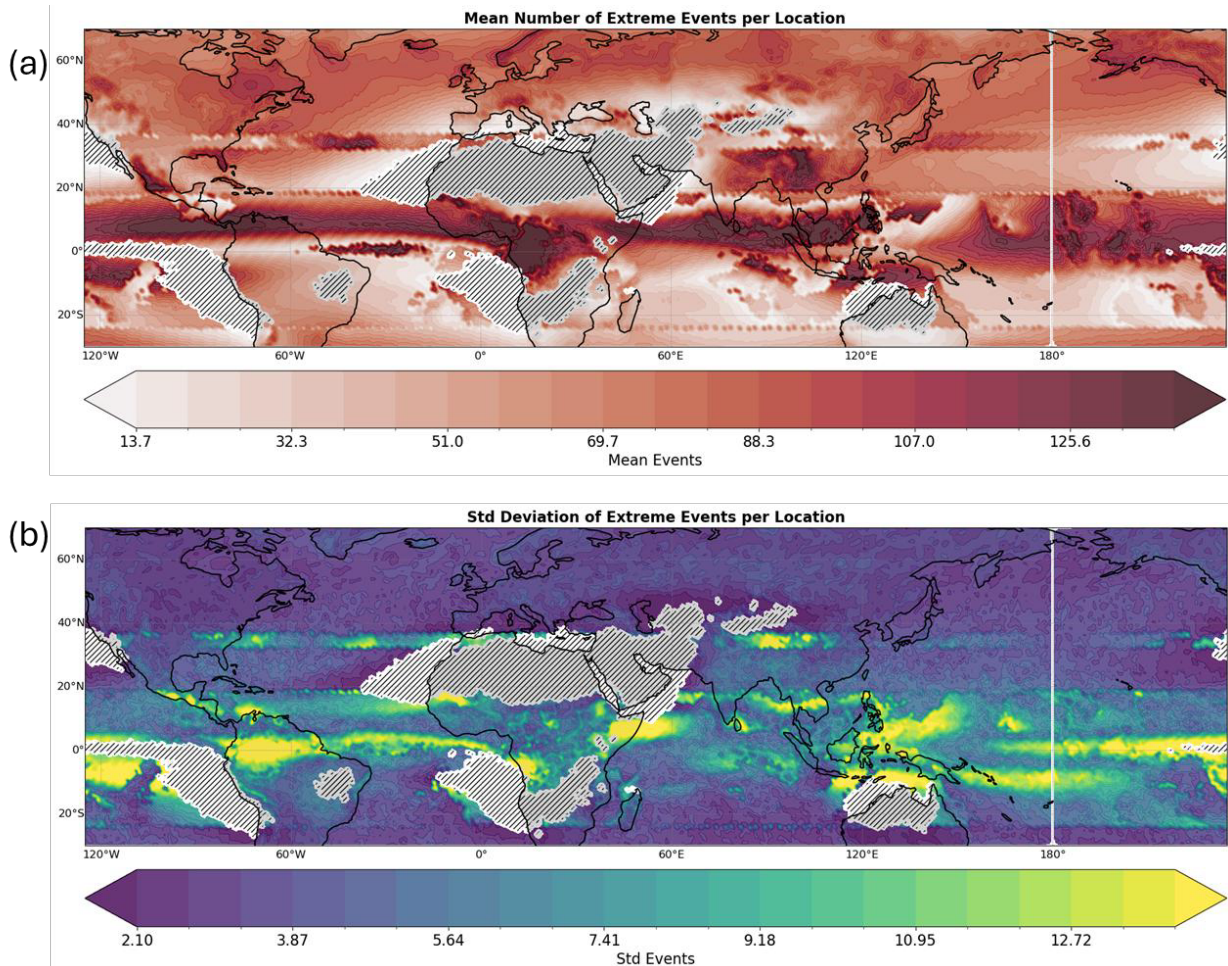 Mean Number of Extreme Events per Location
(a)
60°N
40°N
20°N
0°
20°S
120°W 60°W 0° 60°E 120°E 180°
13.7 32.3 51.0 69.7 88.3 107.0 125.6
Mean Events
Std Deviation of Extreme Events per Location
(b)
60°N
40°N
20°N
0°
20°S
120°W 60°W 0° 60°E 120°E 180°
2.10 3.87 5.64 7.41 9.18 10.95 12.72
Std Events